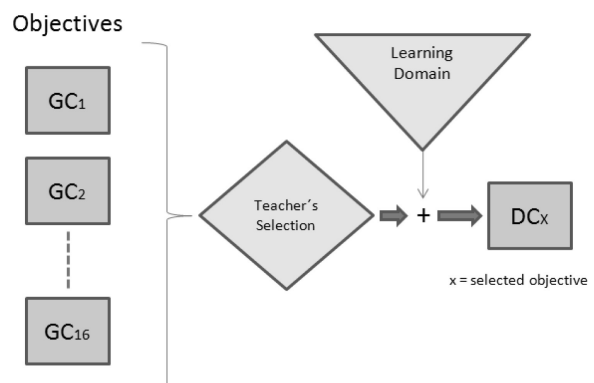 Objectives
GC1
GC2
GC16
Teacher´s
Selection
Learning
Domain
+
DCx
x = selected objective